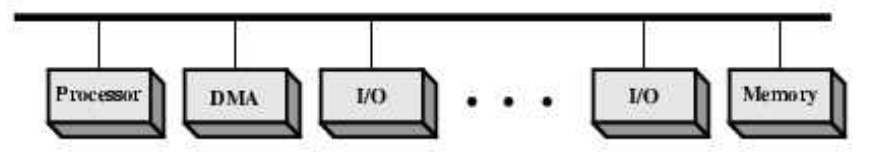 Processor DMA I/O • • • I/O Memory